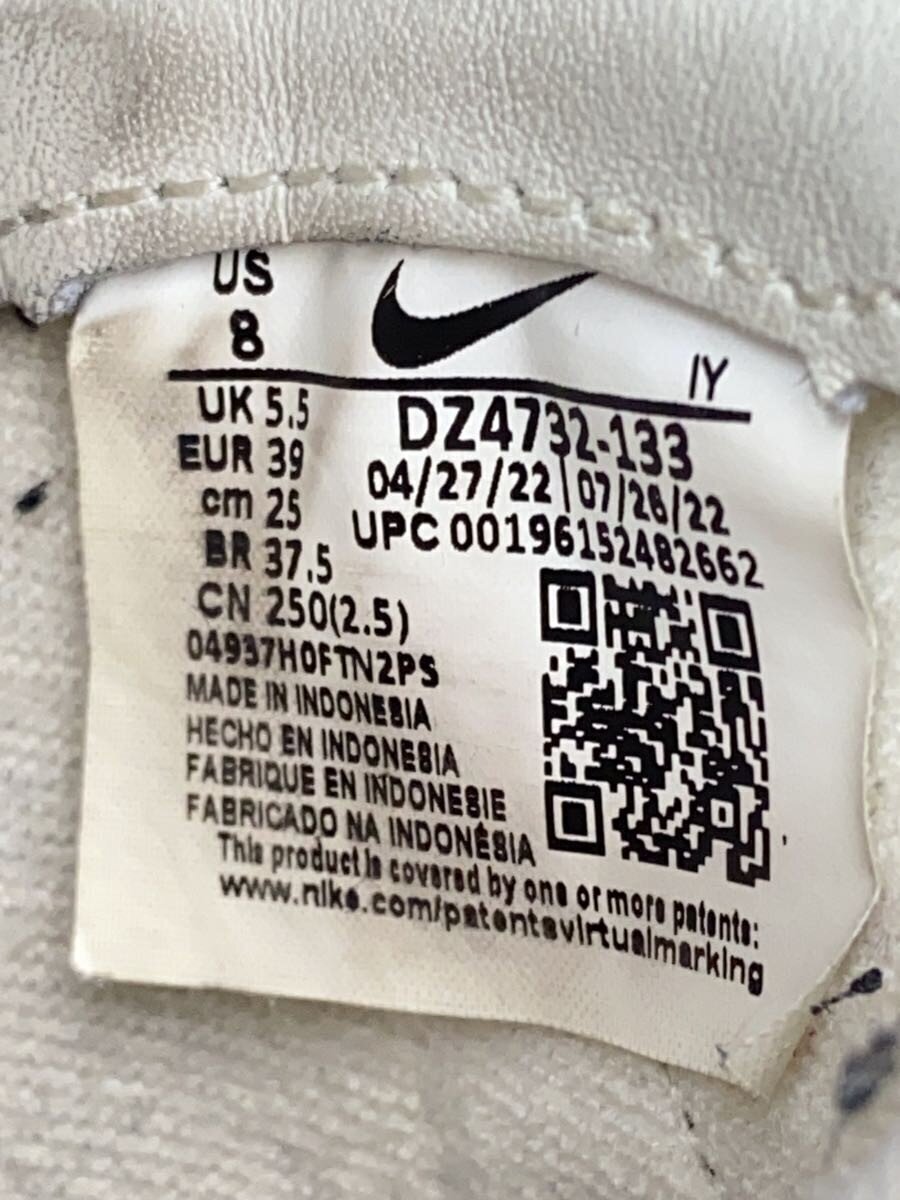 US
8
IY
UK 5.5
EUR 39
cm 25
BR 37.5
CN 250(2.5)
DZ4732-133
04/27/22 07/28/22
UPC 00196152482662
04937H0FTN2PS
MADE IN INDONESIA
HECHO EN INDONESIA
FABRIQUE EN INDONESIE
FABRICADO NA INDONÉSIA
This product is covered by one or more patents:
www.nike.com/patentsvirtualmarking